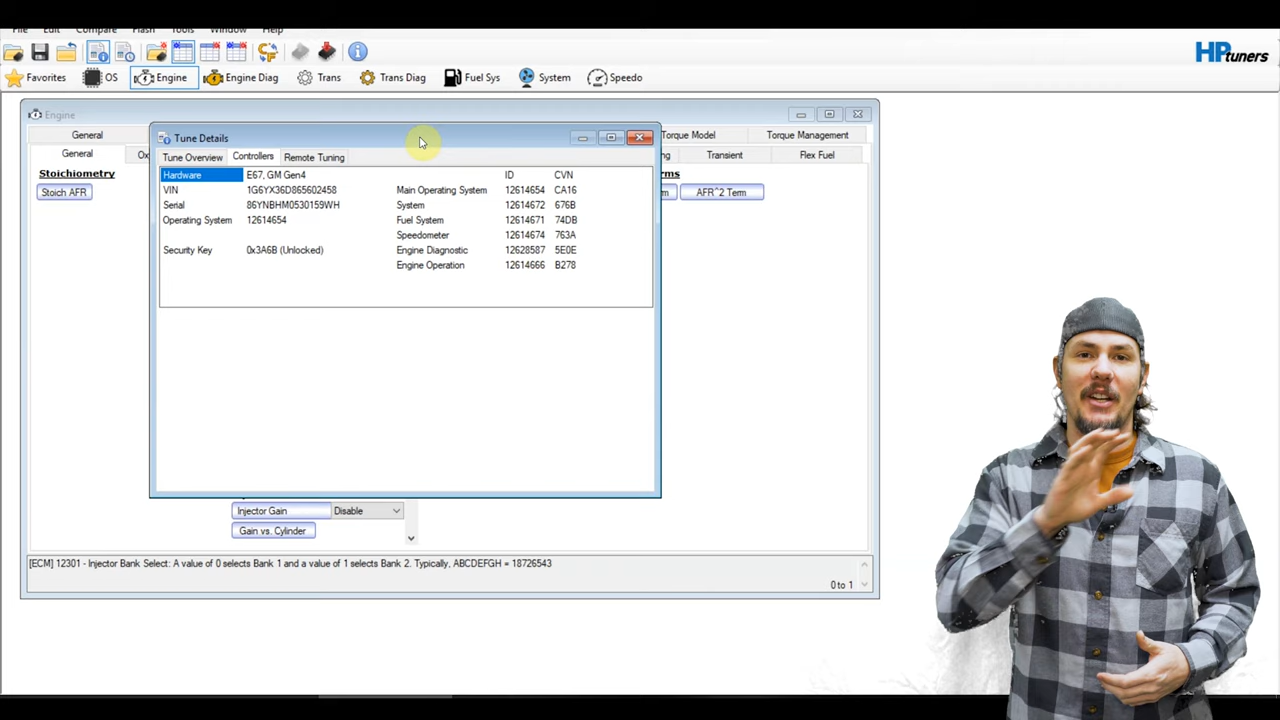 File Edit Compare Flash Tools Window Help
HPtuners
Favorites OS Engine Engine Diag Trans Trans Diag Fuel Sys System Speedo
Engine
General Torque Model Torque Management
General Transient Flex Fuel
Stoichiometry
Stoich AFR AFR^2 Term
Tune Details
Tune Overview Controllers Remote Tuning
Hardware E67, GM Gen4 ID CVN
VIN 1G6YX36D865602458 Main Operating System 12614654 CA16
Serial 86YNBHM0530159WH System 12614672 676B
Operating System 12614654 Fuel System 12614671 74DB
Speedometer 12614674 763A
Security Key 0x3A6B (Unlocked) Engine Diagnostic 12628587 5E0E
Engine Operation 12614666 B278
Injector Gain Disable
Gain vs. Cylinder
[ECM] 12301 - Injector Bank Select: A value of 0 selects Bank 1 and a value of 1 selects Bank 2. Typically, ABCDEFGH = 18726543
0 to 1